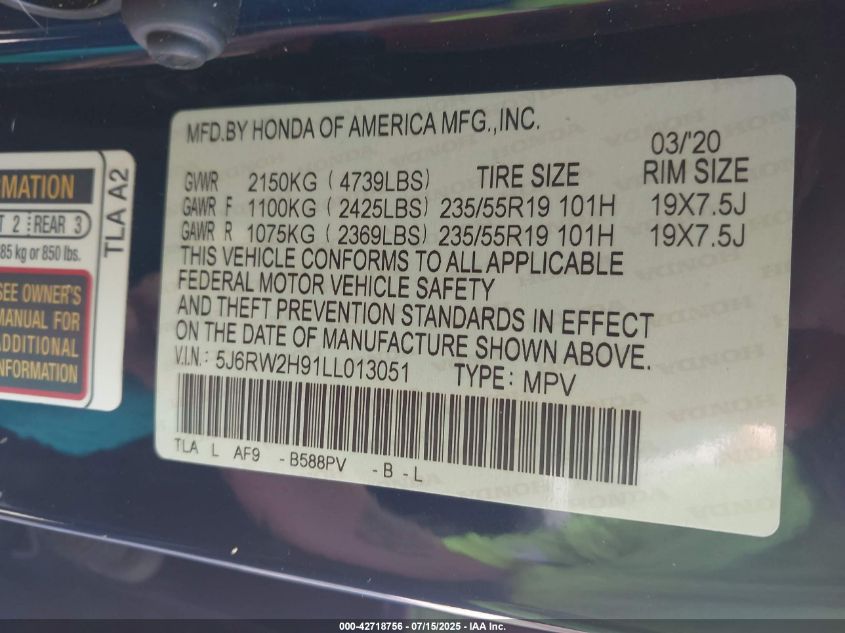 MFD.BY HONDA OF AMERICA MFG.,INC.
03/'20
GVWR 2150KG ( 4739LBS) TIRE SIZE RIM SIZE
GAWR F 1100KG ( 2425LBS) 235/55R19 101H 19X7.5J
GAWR R 1075KG ( 2369LBS) 235/55R19 101H 19X7.5J
THIS VEHICLE CONFORMS TO ALL APPLICABLE
FEDERAL MOTOR VEHICLE SAFETY
AND THEFT PREVENTION STANDARDS IN EFFECT
ON THE DATE OF MANUFACTURE SHOWN ABOVE.
V.I.N.: 5J6RW2H91LL013051 TYPE: MPV
TLA L AF9 -B588PV -B-L
TLA A2
REAR 3
85 kg or 850 lbs.
SEE OWNER'S
MANUAL FOR
ADDITIONAL
INFORMATION
000-42718756 - 07/15/2025 - IAA Inc.